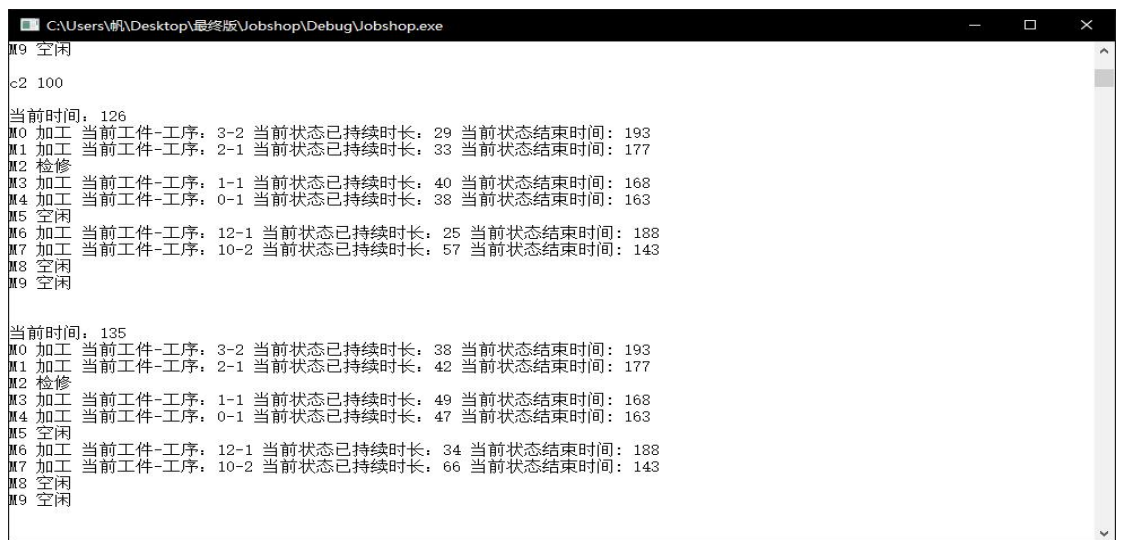 C:\Users\帆\Desktop\最终版\Jobshop\Debug\Jobshop.exe
M9 空闲
c2 100
当前时间：126
M0 加工 当前工件-工序：3-2 当前状态已持续时长：29 当前状态结束时间：193
M1 加工 当前工件-工序：2-1 当前状态已持续时长：33 当前状态结束时间：177
M2 检修
M3 加工 当前工件-工序：1-1 当前状态已持续时长：40 当前状态结束时间：168
M4 加工 当前工件-工序：0-1 当前状态已持续时长：38 当前状态结束时间：163
M5 空闲
M6 加工 当前工件-工序：12-1 当前状态已持续时长：25 当前状态结束时间：188
M7 加工 当前工件-工序：10-2 当前状态已持续时长：57 当前状态结束时间：143
M8 空闲
M9 空闲
当前时间：135
M0 加工 当前工件-工序：3-2 当前状态已持续时长：38 当前状态结束时间：193
M1 加工 当前工件-工序：2-1 当前状态已持续时长：42 当前状态结束时间：177
M2 检修
M3 加工 当前工件-工序：1-1 当前状态已持续时长：49 当前状态结束时间：168
M4 加工 当前工件-工序：0-1 当前状态已持续时长：47 当前状态结束时间：163
M5 空闲
M6 加工 当前工件-工序：12-1 当前状态已持续时长：34 当前状态结束时间：188
M7 加工 当前工件-工序：10-2 当前状态已持续时长：66 当前状态结束时间：143
M8 空闲
M9 空闲